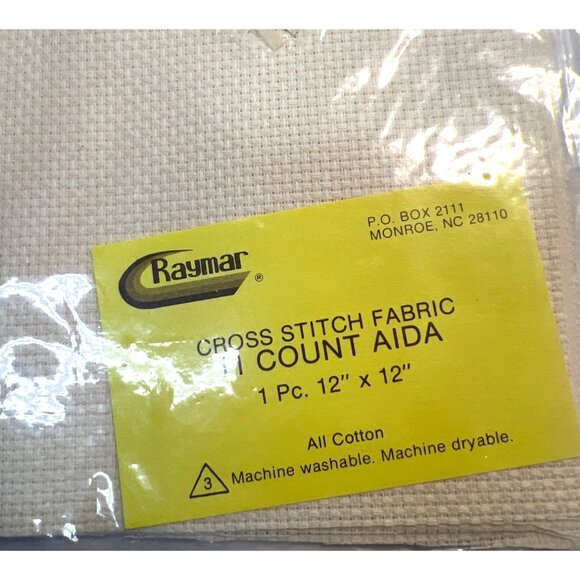 P.O. BOX 2111
MONROE, NC 28110
Raymar®
CROSS STITCH FABRIC
11 COUNT AIDA
1 Pc. 12" x 12"
All Cotton
3 Machine washable. Machine dryable.